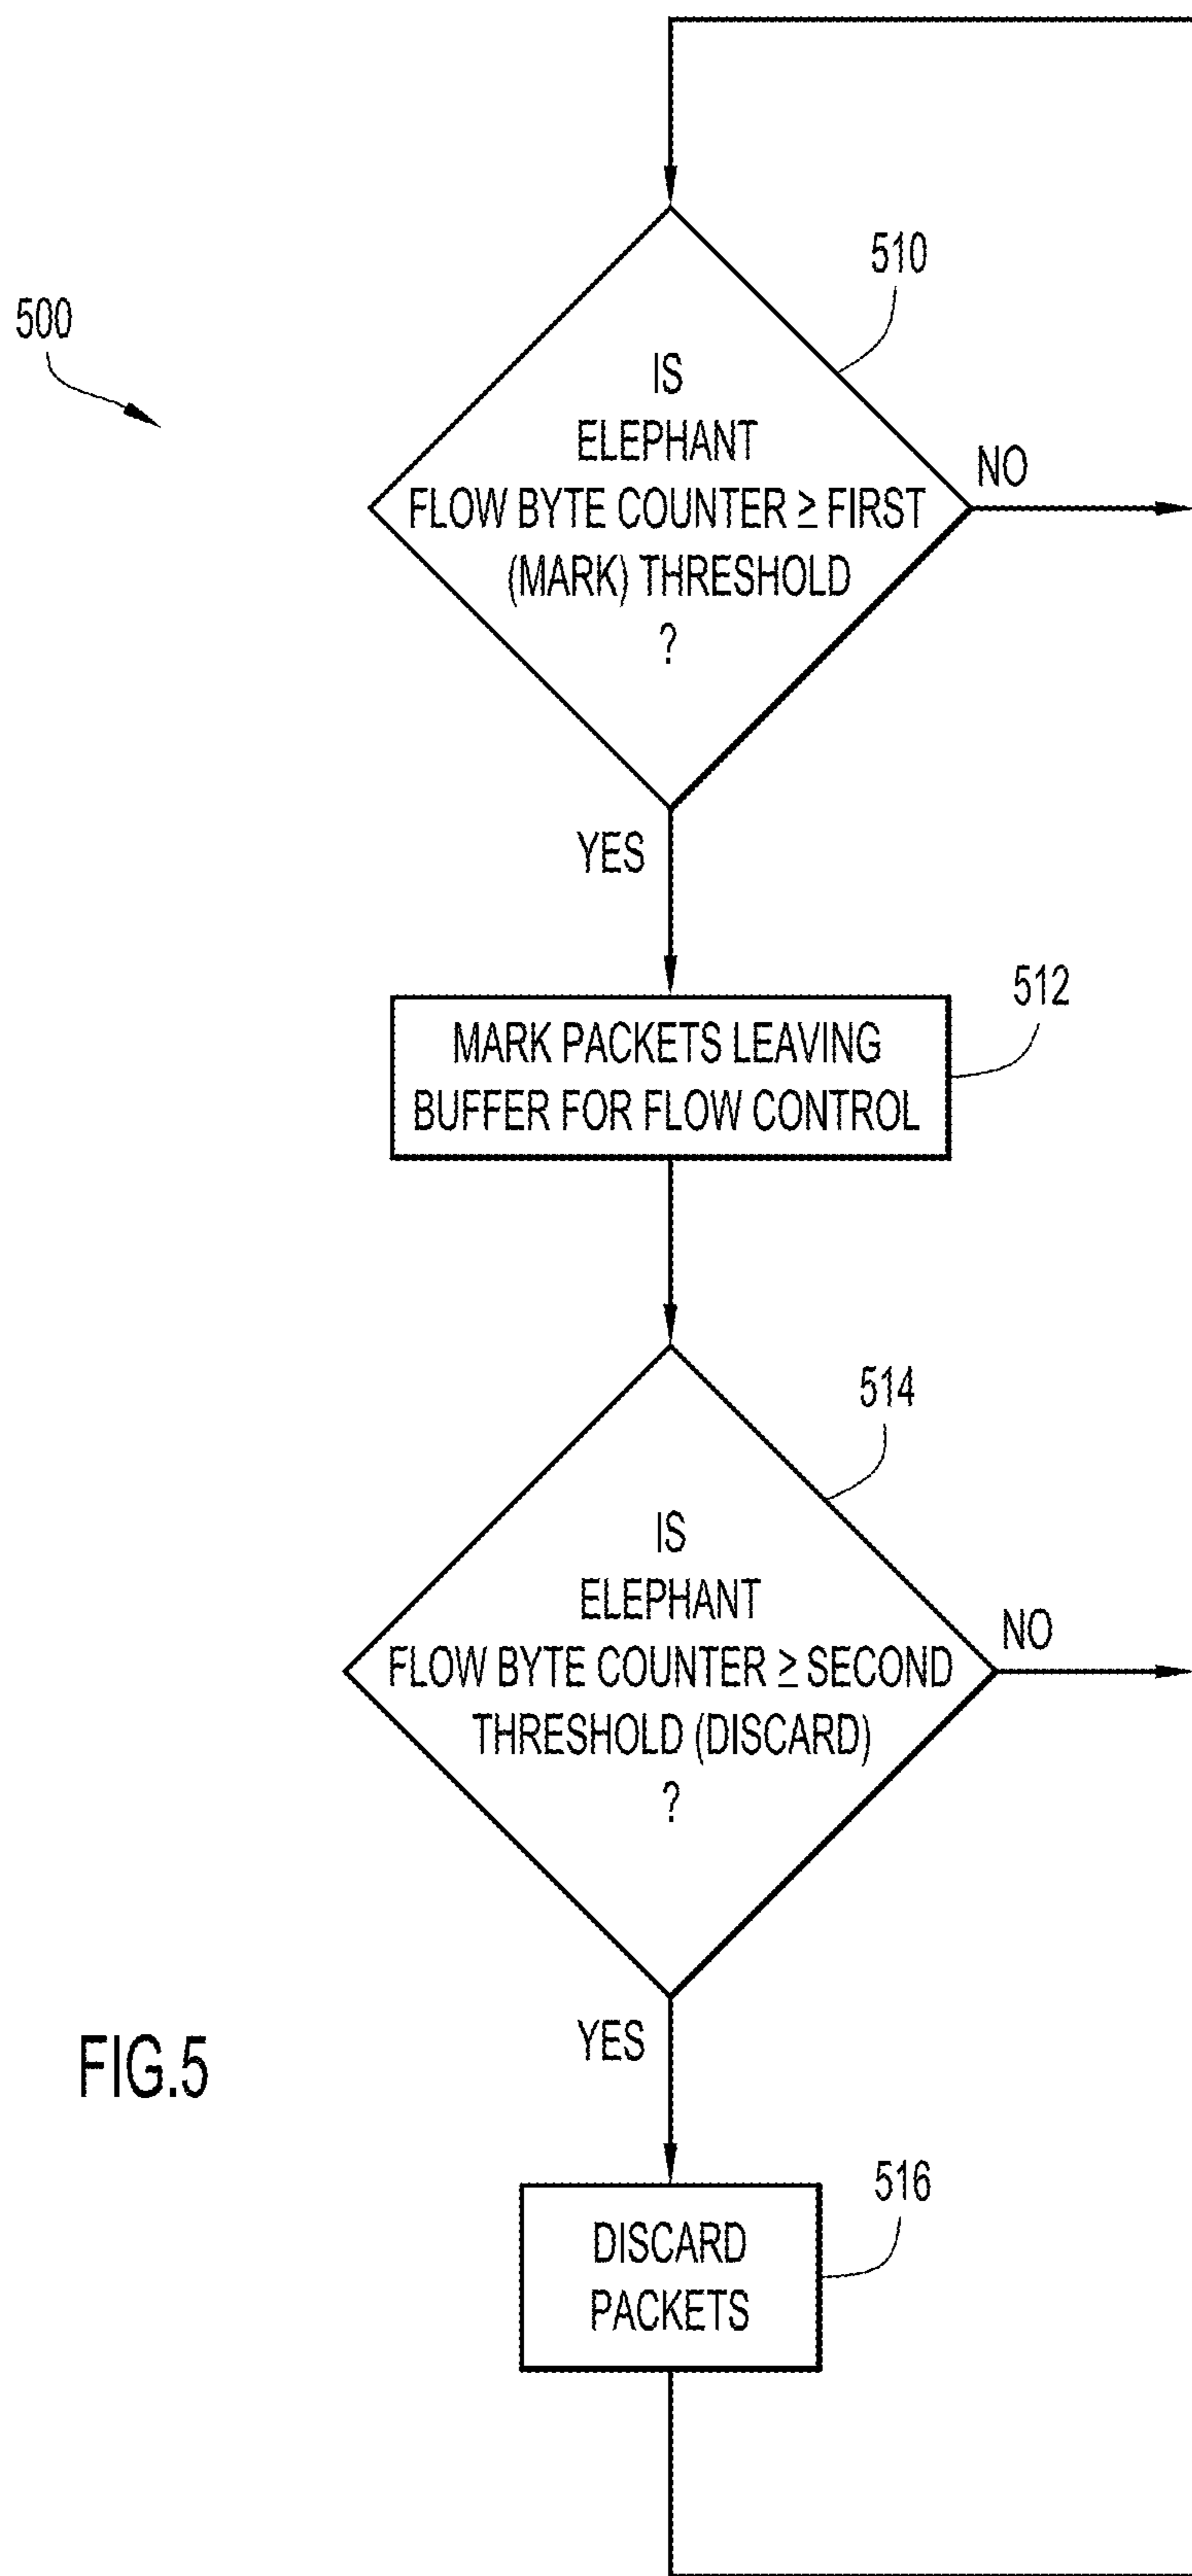 500
510
IS
ELEPHANT
FLOW BYTE COUNTER ≥ FIRST
(MARK) THRESHOLD
?
NO
YES
512
MARK PACKETS LEAVING
BUFFER FOR FLOW CONTROL
514
IS
ELEPHANT
FLOW BYTE COUNTER ≥ SECOND
THRESHOLD (DISCARD)
?
NO
YES
FIG.5
516
DISCARD
PACKETS